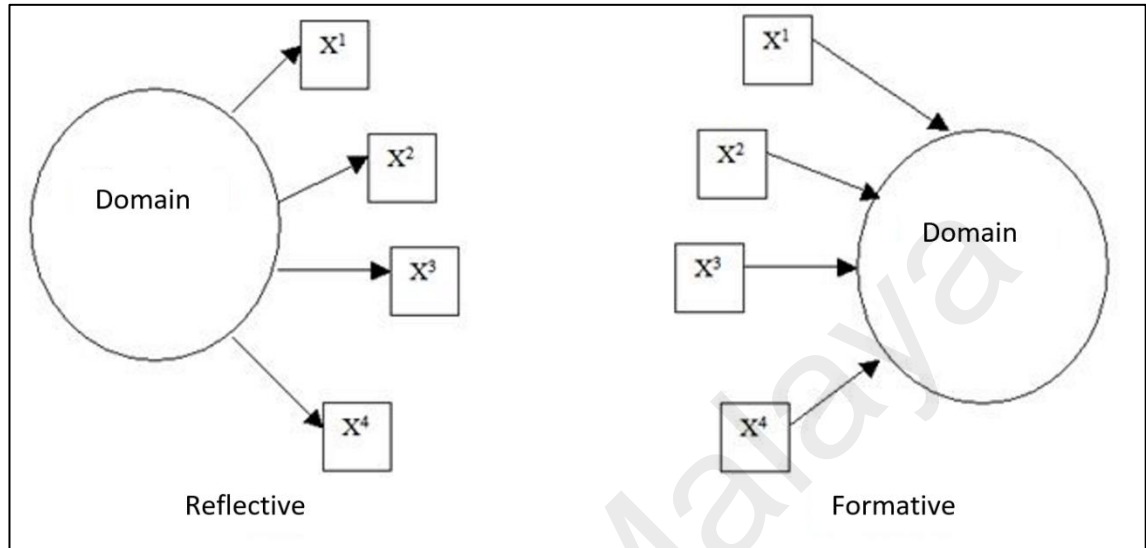 X¹
X²
Domain
X³
X⁴
Reflective
X¹
X²
Domain
X³
X⁴
Formative
Malaya